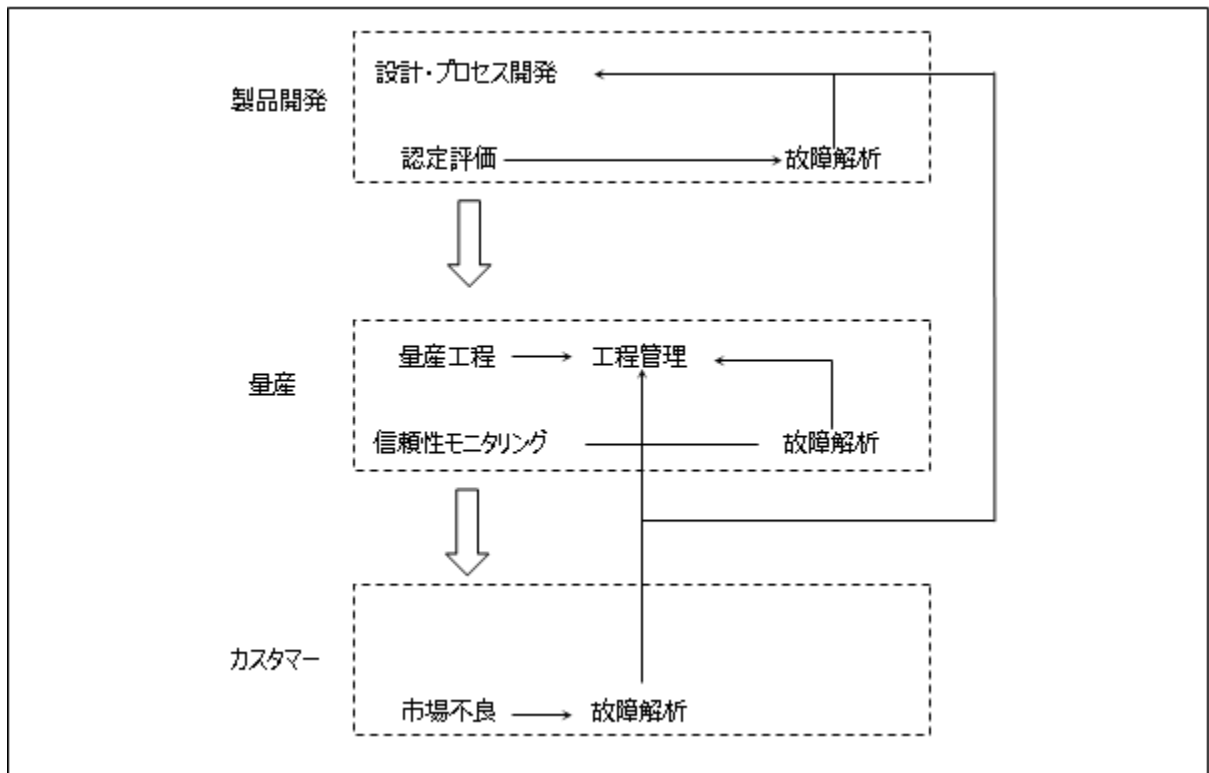 設計・プロセス開発
製品開発
認定評価
故障解析
量産工程
工程管理
量産
信頼性モニタリング
故障解析
カスタマー
市場不良
故障解析